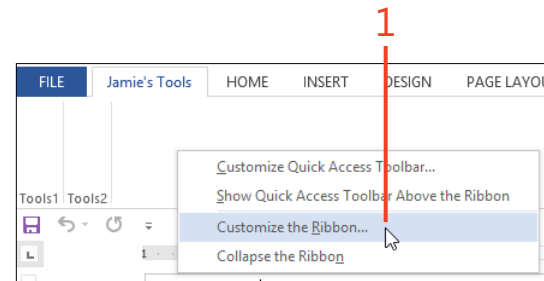 1
FILE Jamie's Tools HOME INSERT DESIGN PAGE LAYOU
Customize Quick Access Toolbar...
Tools1 Tools2 Show Quick Access Toolbar Above the Ribbon
Customize the Ribbon...
1 Collapse the Ribbon